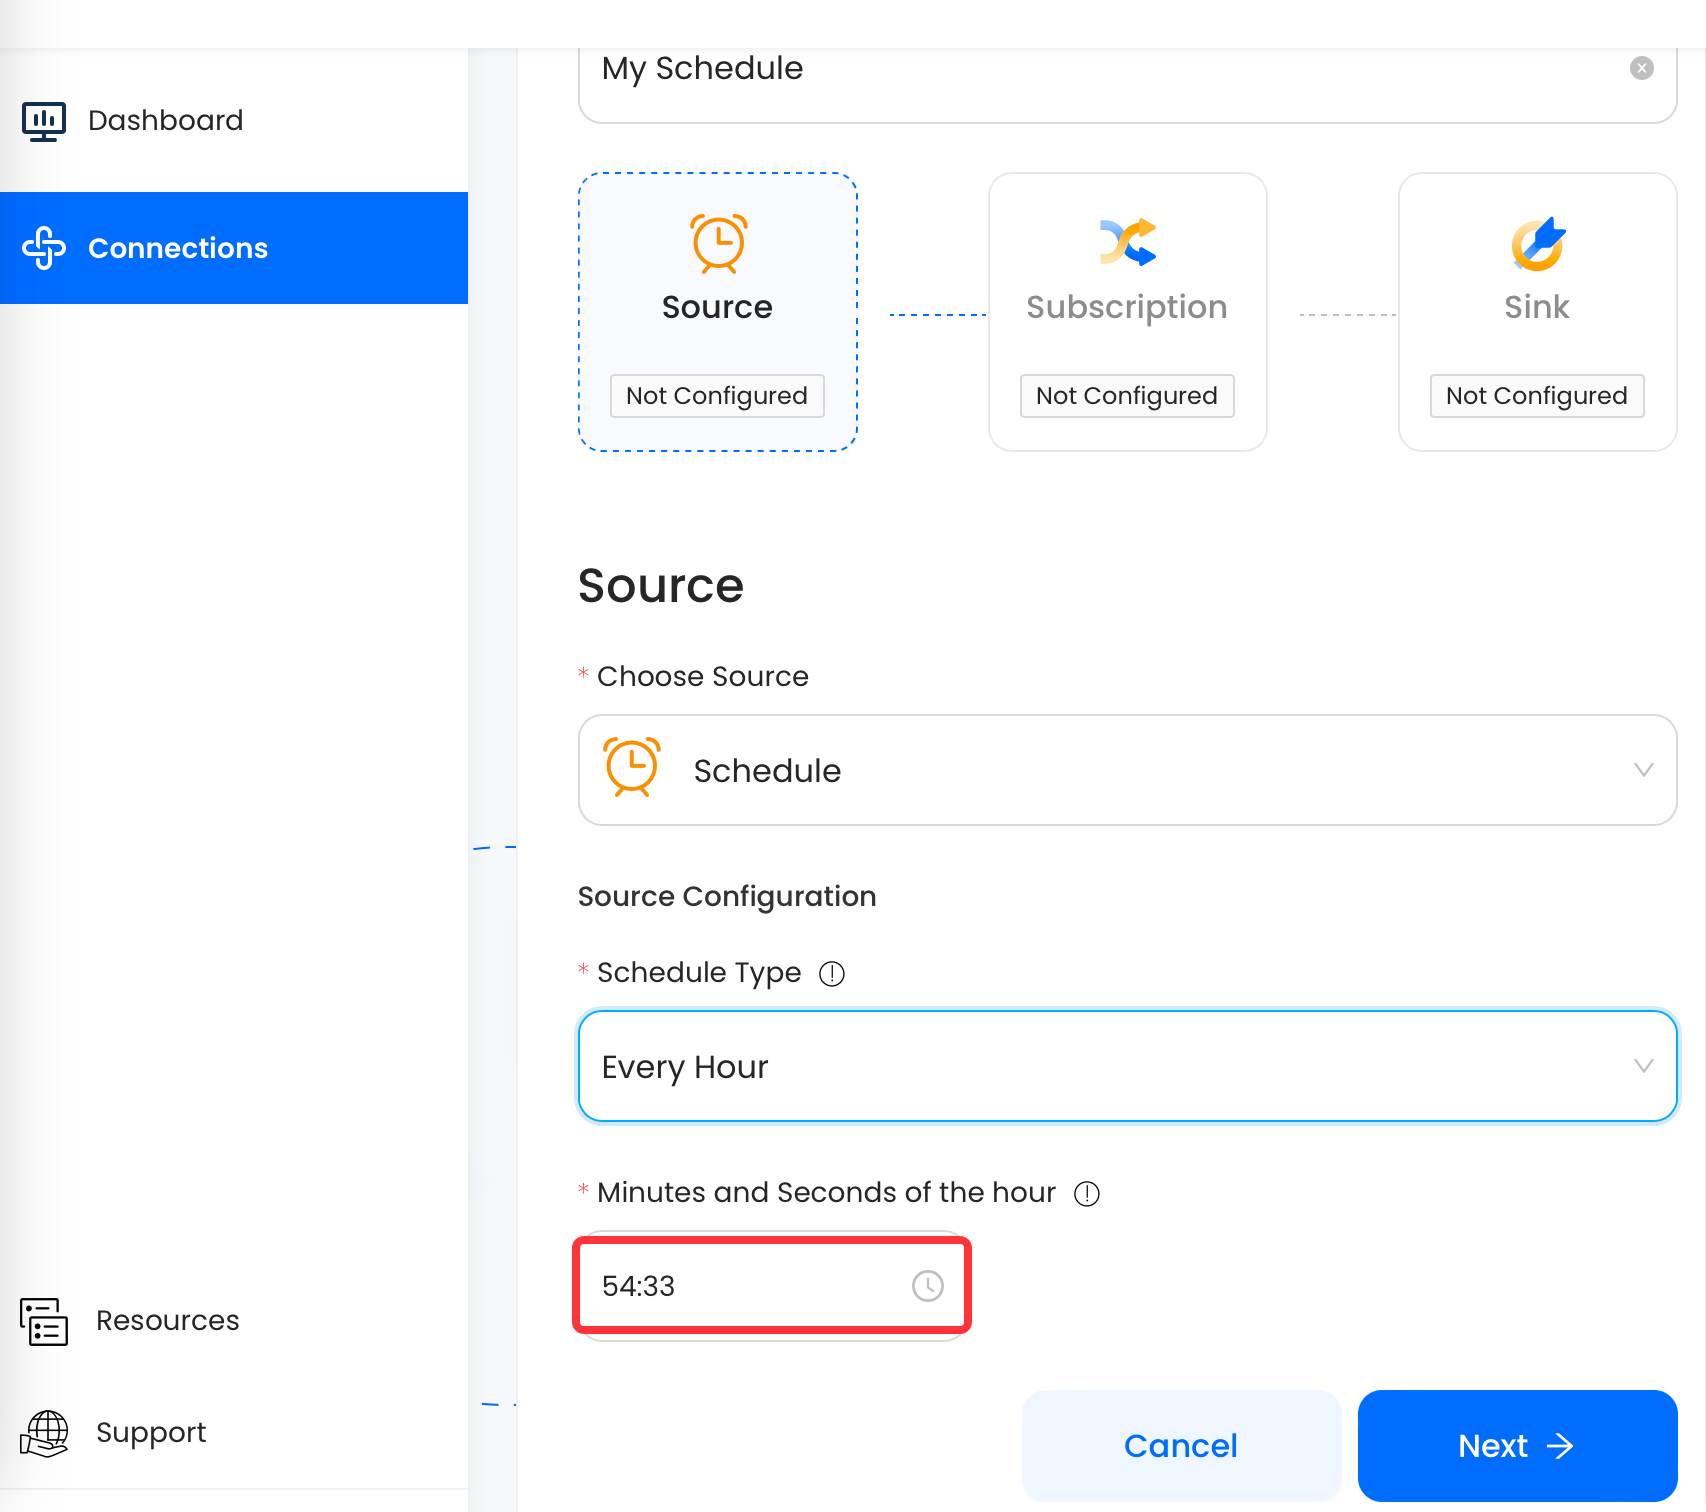 My Schedule
Dashboard
Connections
Source
Subscription
Sink
Not Configured
Not Configured
Not Configured
Source
* Choose Source
Schedule
Source Configuration
* Schedule Type
Every Hour
* Minutes and Seconds of the hour
54:33
Resources
Support
Cancel
Next →